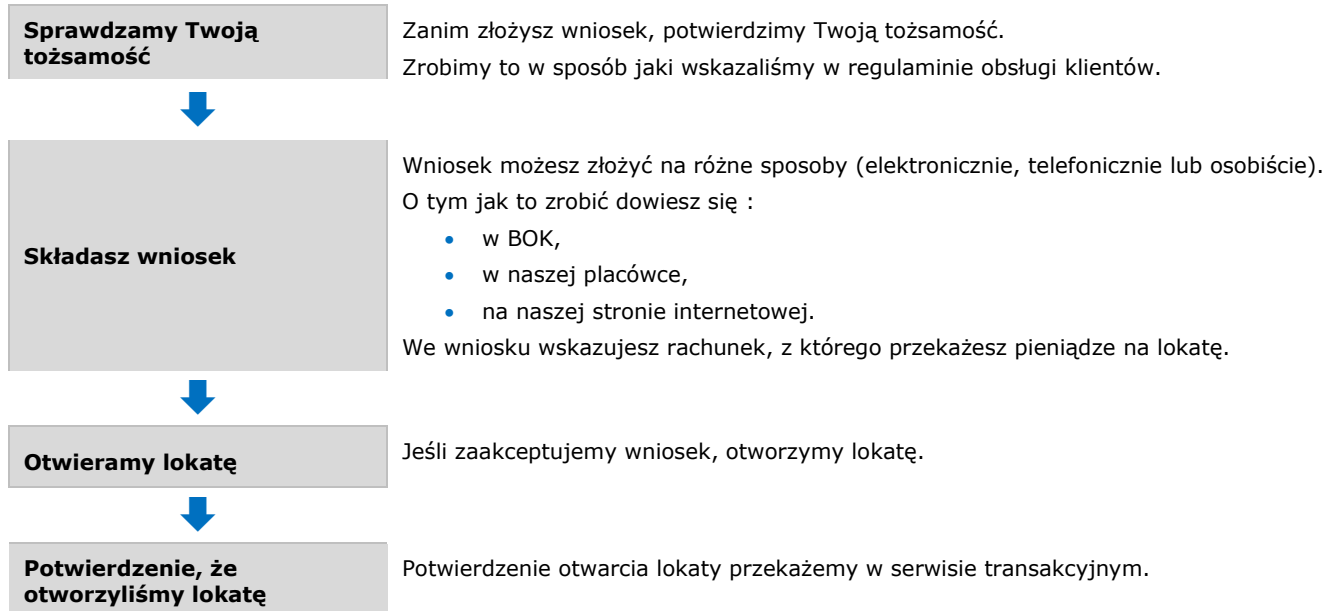 Sprawdzamy Twoją
tożsamość
Zanim złożysz wniosek, potwierdzimy Twoją tożsamość.
Zrobimy to w sposób jaki wskazaliśmy w regulaminie obsługi klientów.
Składasz wniosek
Wniosek możesz złożyć na różne sposoby (elektronicznie, telefonicznie lub osobiście).
O tym jak to zrobić dowiesz się :
• w BOK,
• w naszej placówce,
• na naszej stronie internetowej.
We wniosku wskazujesz rachunek, z którego przekażesz pieniądze na lokatę.
Otwieramy lokatę
Jeśli zaakceptujemy wniosek, otworzymy lokatę.
Potwierdzenie, że
otworzyliśmy lokatę
Potwierdzenie otwarcia lokaty przekażemy w serwisie transakcyjnym.